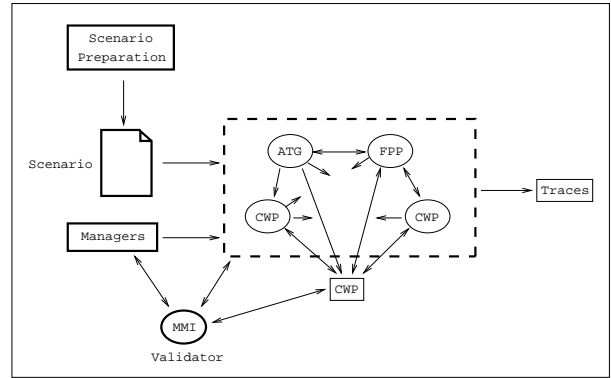 Scenario
Preparation
ATG
FPP
Scenario
Traces
CWP
CWP
Managers
CWP
MMI
Validator